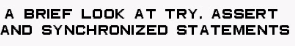 A BRIEF LOOK AT TRY, ASSERT
AND SYNCHRONIZED STATEMENTS